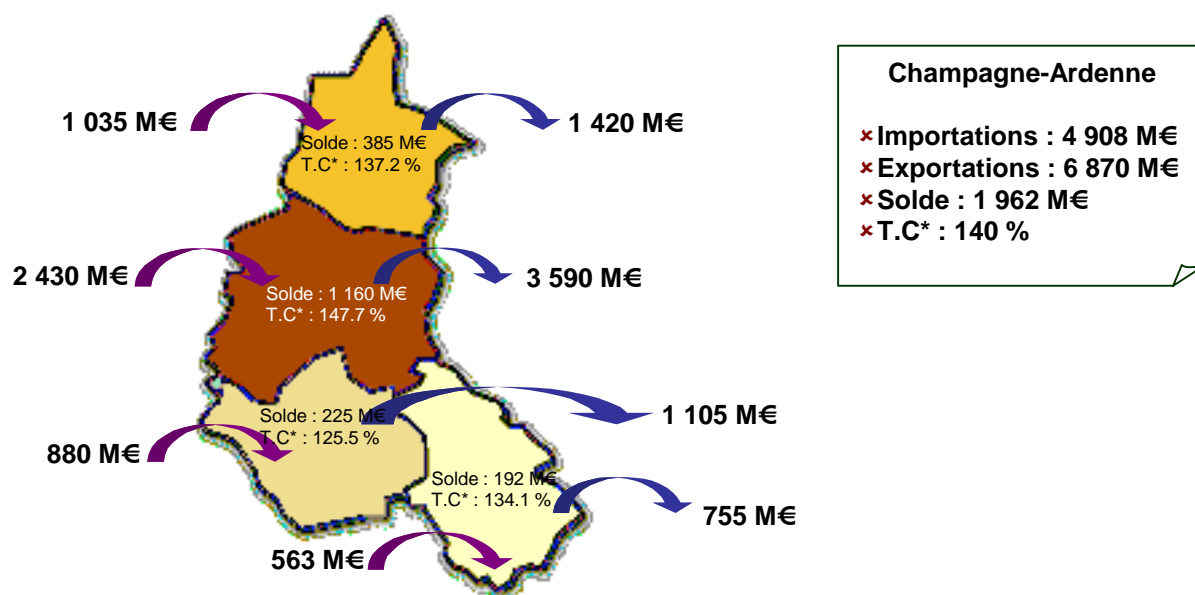 Champagne-Ardenne
× Importations : 4 908 M€
× Exportations : 6 870 M€
× Solde : 1 962 M€
× T.C* : 140 %
1 035 M€
1 420 M€
Solde : 385 M€
T.C* : 137.2 %
2 430 M€
3 590 M€
Solde : 1 160 M€
T.C* : 147.7 %
1 105 M€
Solde : 225 M€
T.C* : 125.5 %
880 M€
Solde : 192 M€
T.C* : 134.1 %
755 M€
563 M€